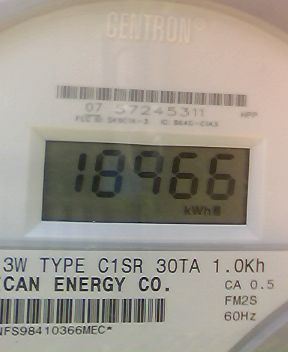 CENTRON®
07 57245311 HPP
18966
kWh
3W TYPE C1SR 30TA 1.0Kh
CAN ENERGY CO. CA 0.5
FM2S
NFS98410366MEC* 60Hz